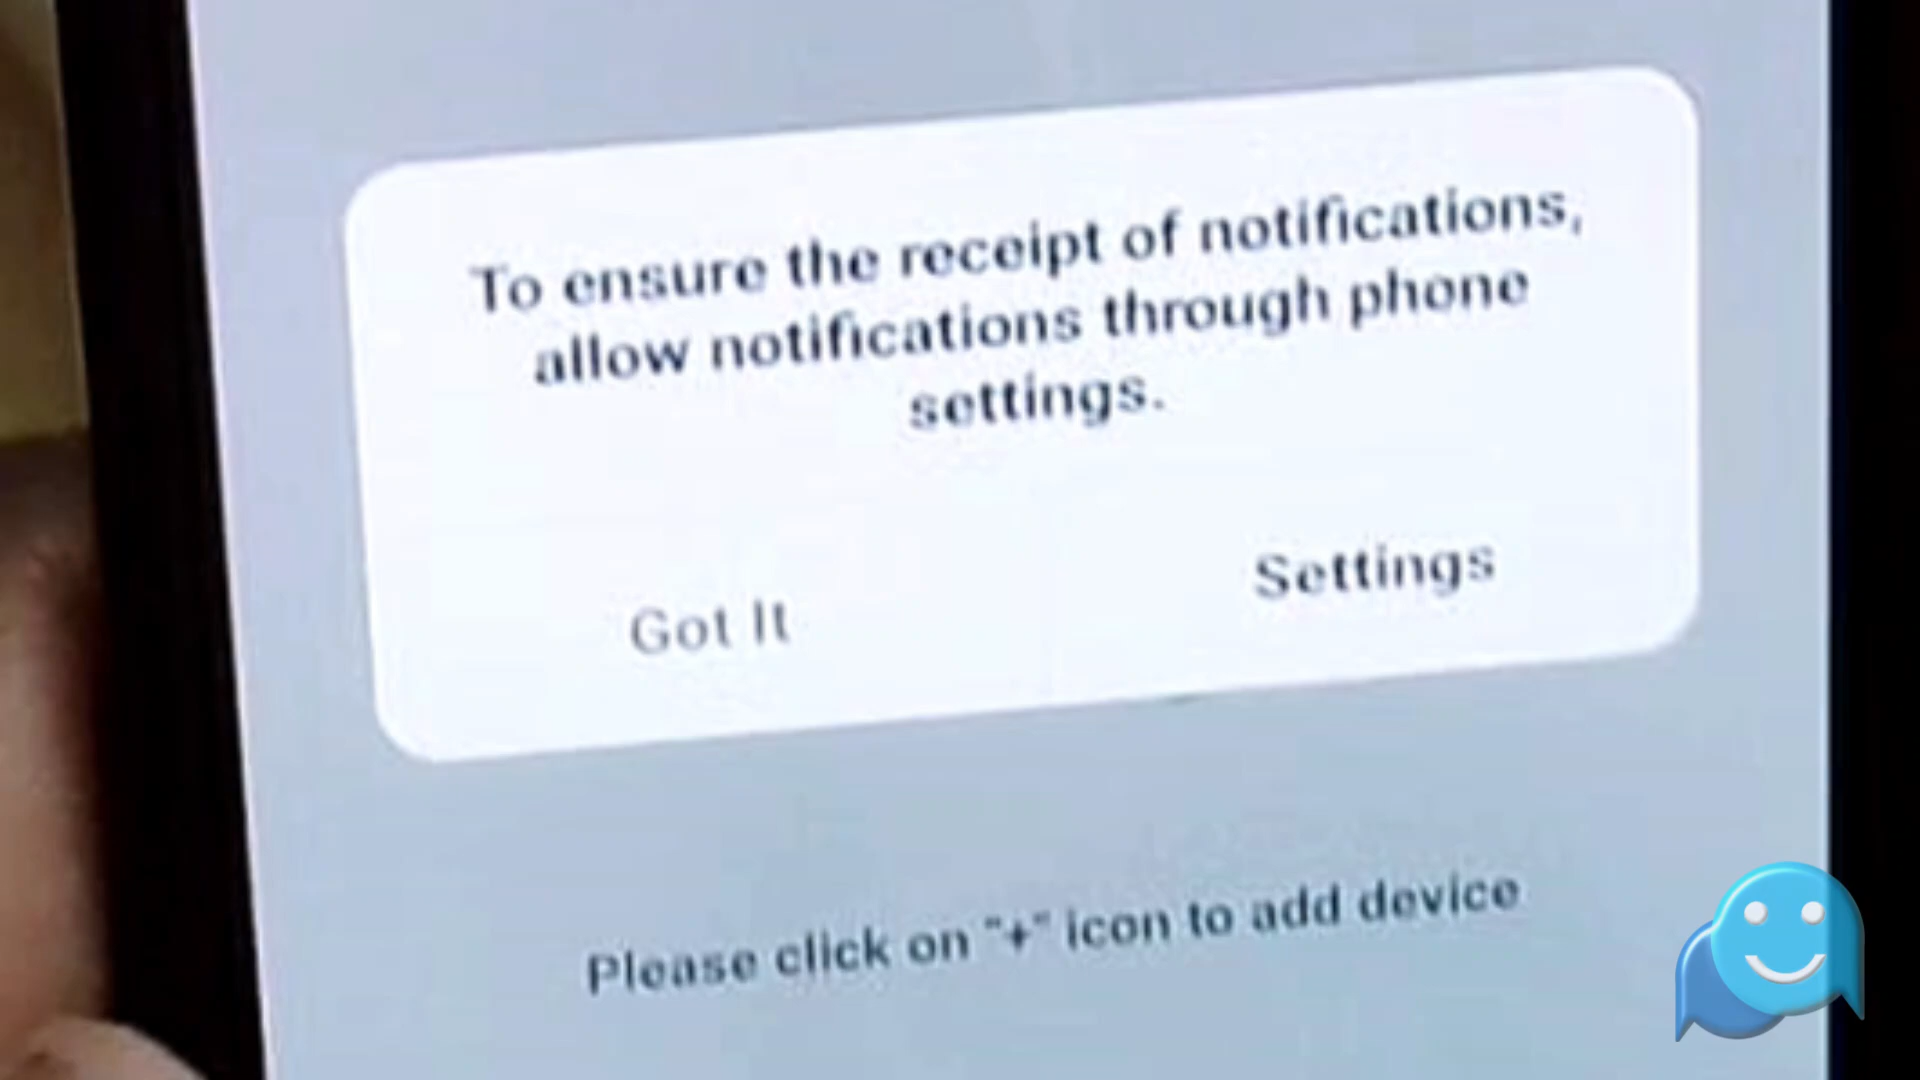 To ensure the receipt of notifications,
allow notifications through phone
settings.
Got It
Settings
Please click on "+" icon to add device